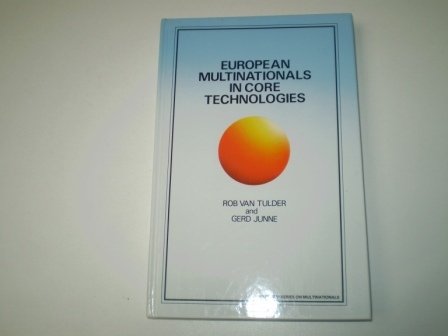 EUROPEAN
MULTINATIONALS
IN CORE
TECHNOLOGIES
ROB VAN TULDER
and
GERD JUNNE
SERIES ON MULTINATIONALS